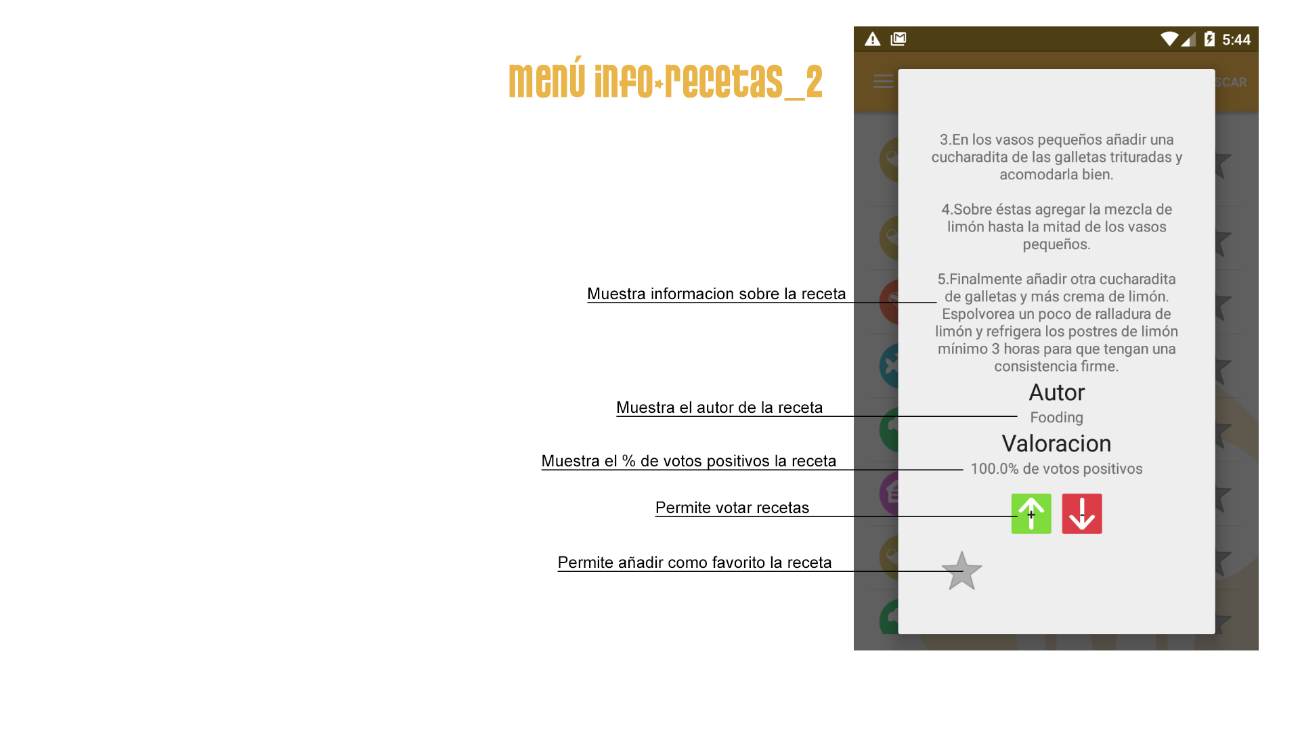 5:44
menú info·recetas_2
SCAR
3.En los vasos pequeños añadir una
cucharadita de las galletas trituradas y
acomodarla bien.
4.Sobre éstas agregar la mezcla de
limón hasta la mitad de los vasos
pequeños.
5.Finalmente añadir otra cucharadita
de galletas y más crema de limón.
Espolvorea un poco de ralladura de
limón y refrigera los postres de limón
mínimo 3 horas para que tengan una
consistencia firme.
Muestra informacion sobre la receta
Autor
Muestra el autor de la receta
Fooding
Valoracion
Muestra el % de votos positivos la receta
100.0% de votos positivos
Permite votar recetas
+ -
Permite añadir como favorito la receta